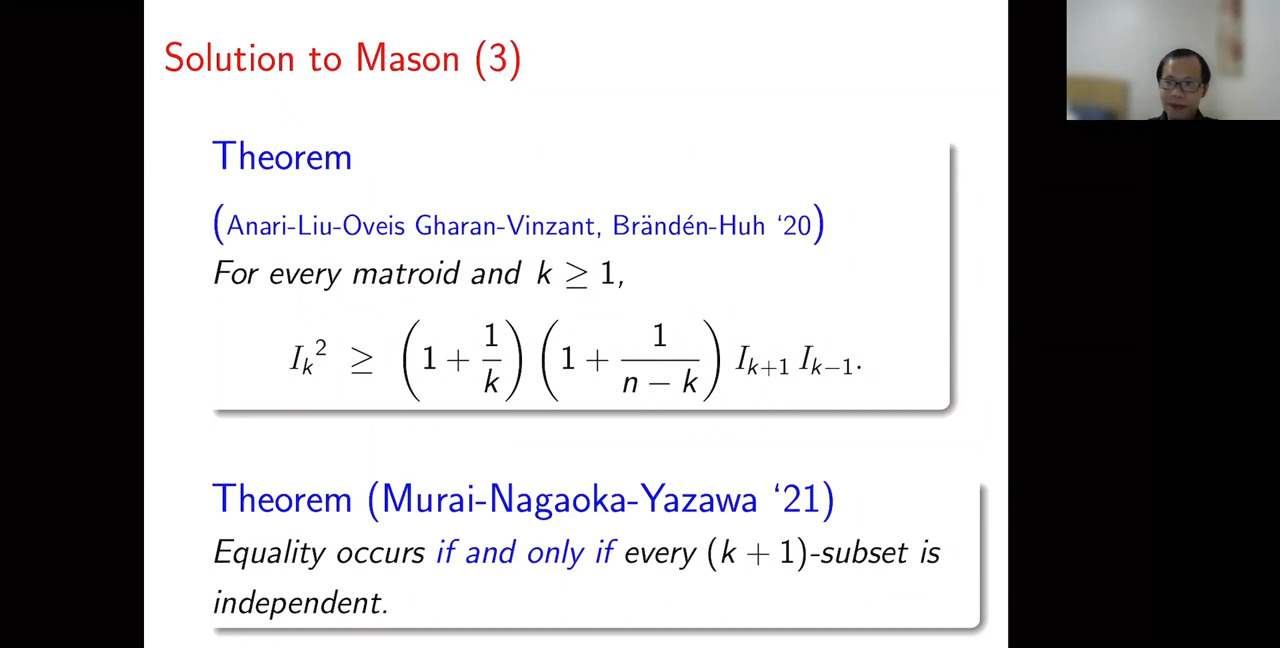 Solution to Mason (3)
Theorem
(Anari-Liu-Oveis Gharan-Vinzant, Brändén-Huh ‘20)
For every matroid and k ≥ 1,
I_k^2 ≥ (1 + 1/k) (1 + 1/(n − k)) I_{k+1} I_{k−1}.
Theorem (Murai-Nagaoka-Yazawa ‘21)
Equality occurs if and only if every (k + 1)-subset is
independent.